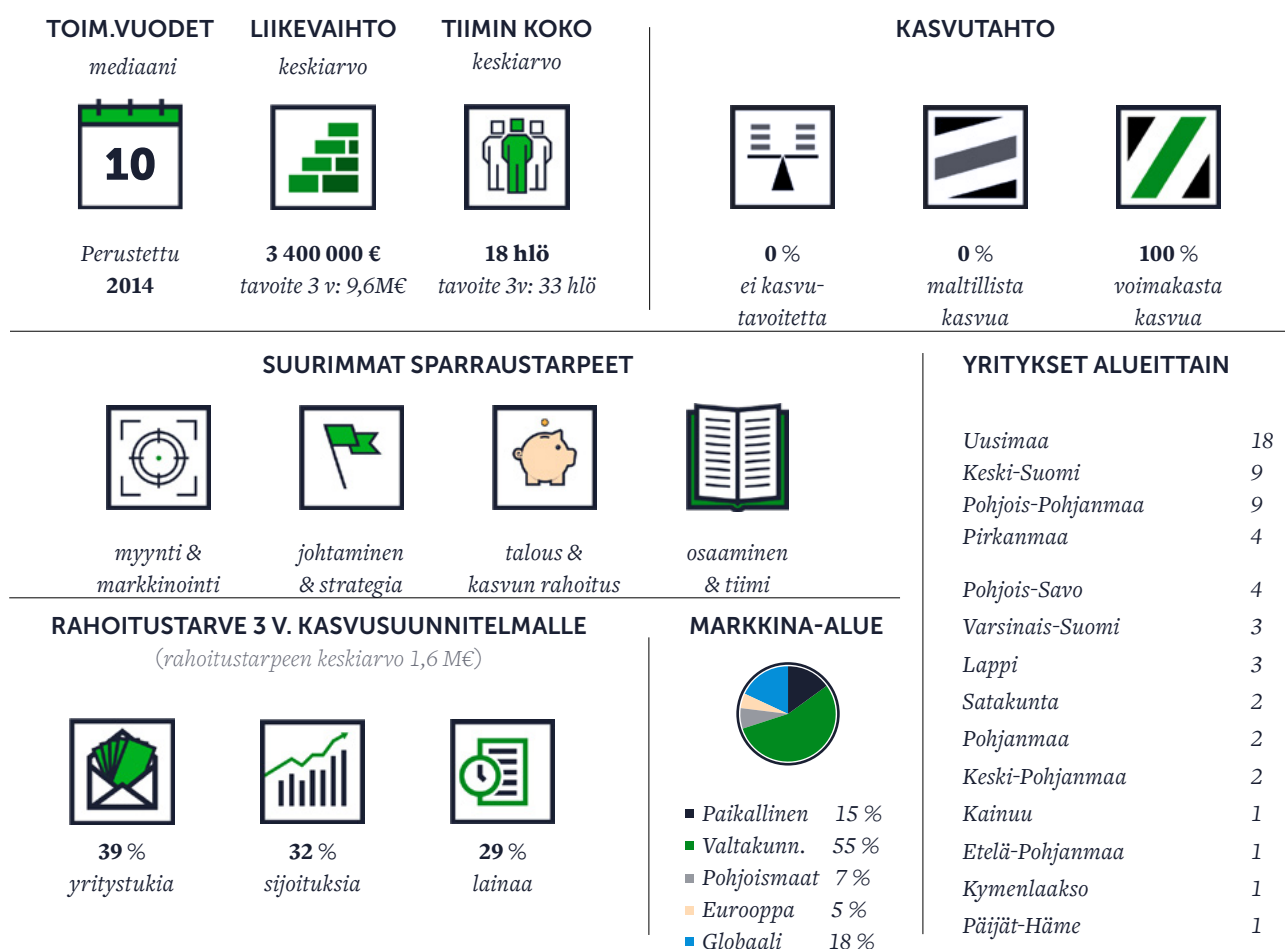 TOIM.VUODET
mediaani
10
Perustettu
2014
LIIKEVAIHTO
keskiarvo
3 400 000 €
tavoite 3 v: 9,6M€
TIIMIN KOKO
keskiarvo
18 hlö
tavoite 3v: 33 hlö
KASVUTAHTO
0 %
ei kasvu-
tavoitetta
0 %
maltillista
kasvua
100 %
voimakasta
kasvua
SUURIMMAT SPARRAUSTARPEET
myynti &
markkinointi
johtaminen
& strategia
talous &
kasvun rahoitus
osaaminen
& tiimi
YRITYKSET ALUEITTAIN
Uusimaa 18
Keski-Suomi 9
Pohjois-Pohjanmaa 9
Pirkanmaa 4
Pohjois-Savo 4
Varsinais-Suomi 3
Lappi 3
Satakunta 2
Pohjanmaa 2
Keski-Pohjanmaa 2
Kainuu 1
Etelä-Pohjanmaa 1
Kymenlaakso 1
Päijät-Häme 1
RAHOITUSTARVE 3 V. KASVUSUUNNITELMALLE
(rahoitustarpeen keskiarvo 1,6 M€)
39 %
yritystukia
32 %
sijoituksia
29 %
lainaa
MARKKINA-ALUE
Paikallinen 15 %
Valtakunn. 55 %
Pohjoismaat 7 %
Eurooppa 5 %
Globaali 18 %